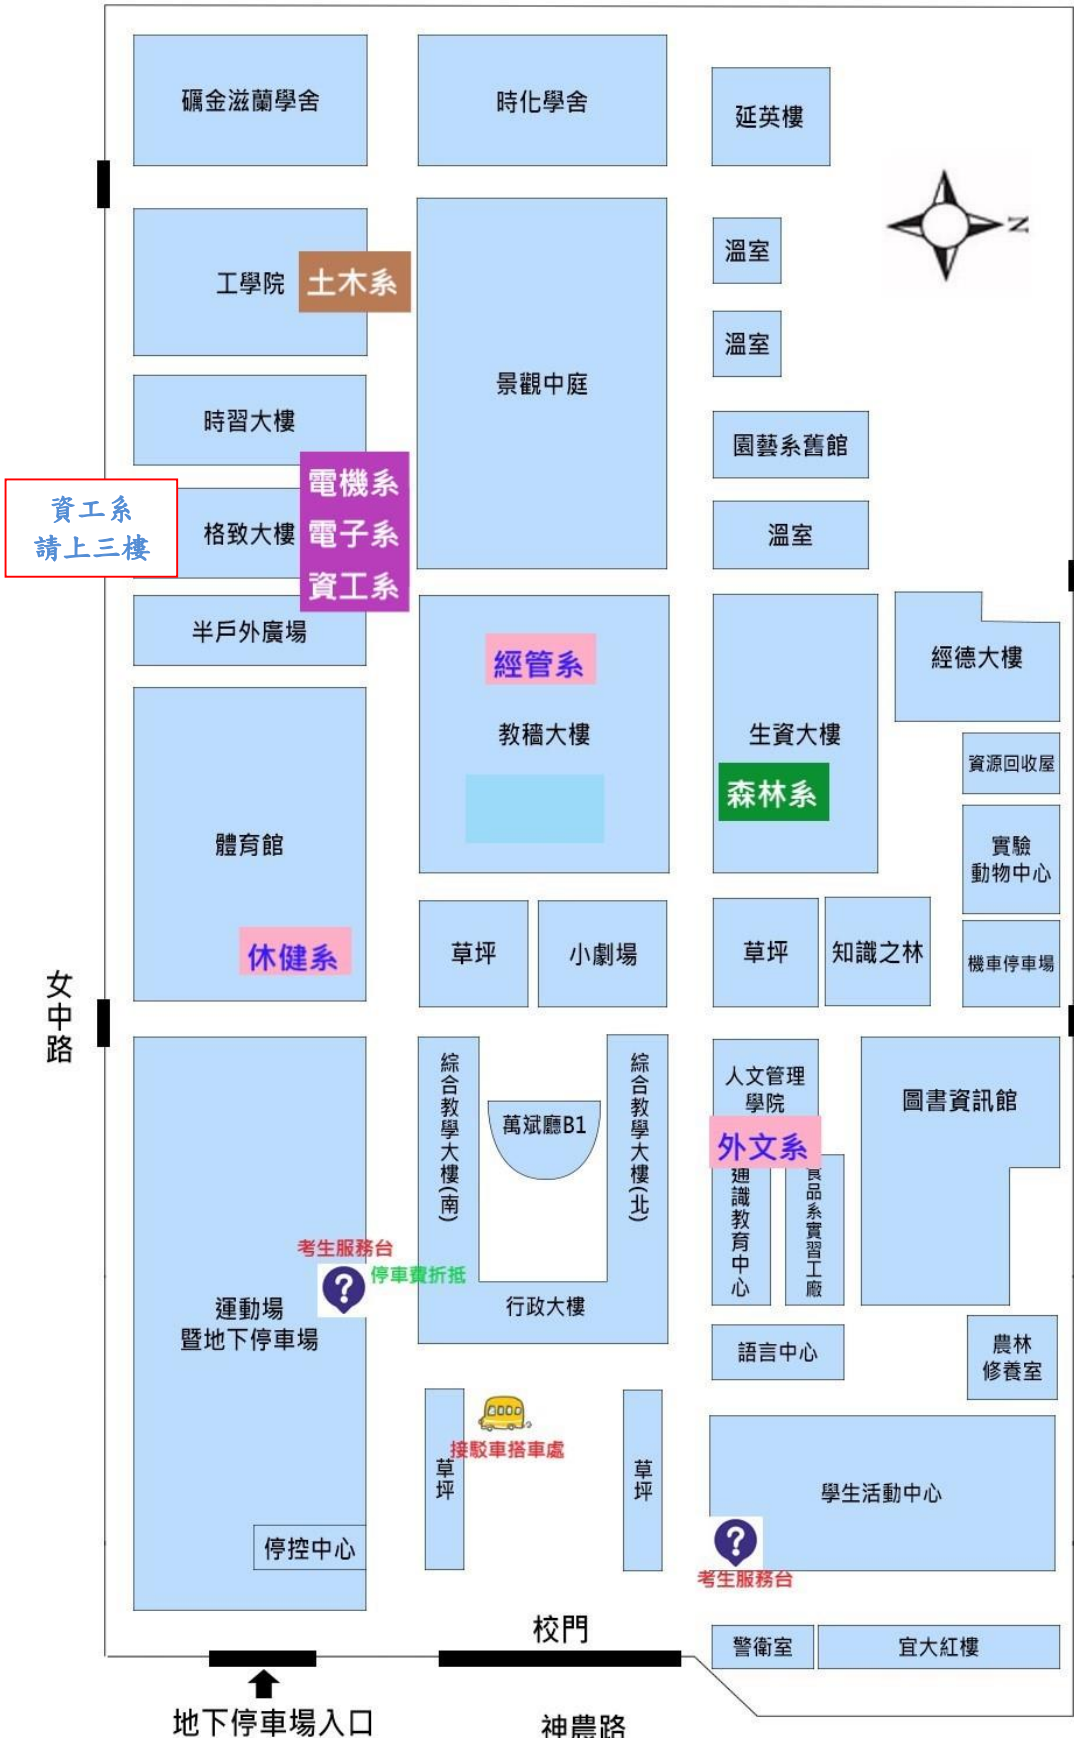 礪金滋蘭學舍
時化學舍
延英樓
N
工學院
土木系
溫室
溫室
景觀中庭
時習大樓
園藝系舊館
電機系
電子系
資工系
資工系
請上三樓
格致大樓
溫室
半戶外廣場
經管系
教穡大樓
生資大樓
森林系
經德大樓
資源回收屋
實驗
動物中心
體育館
休健系
草坪
小劇場
草坪
知識之林
機車停車場
女中路
綜合教學大樓(南)
萬斌廳B1
綜合教學大樓(北)
人文管理
學院
外文系
通識教育中心
食品系實習工廠
圖書資訊館
考生服務台
停車費折抵
運動場
暨地下停車場
行政大樓
語言中心
農林
修養室
接駁車搭車處
草坪
草坪
學生活動中心
考生服務台
停控中心
校門
警衛室
宜大紅樓
地下停車場入口
神農路